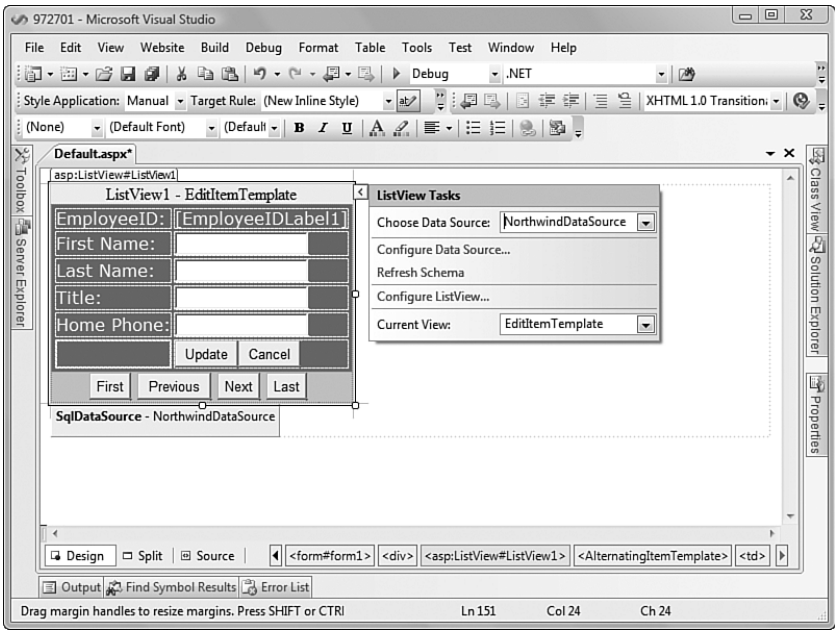 972701 - Microsoft Visual Studio
File Edit View Website Build Debug Format Table Tools Test Window Help
Debug .NET
Style Application: Manual Target Rule: (New Inline Style) XHTML 1.0 Transition
(None) (Default Font) (Default B I U A
Default.aspx*
Toolbox
Server Explorer
asp:ListView#ListView1
ListView1 - EditItemTemplate
EmployeeID: [EmployeeIDLabel1]
First Name:
Last Name:
Title:
Home Phone:
Update Cancel
First Previous Next Last
SqlDataSource - NorthwindDataSource
ListView Tasks
Choose Data Source: NorthwindDataSource
Configure Data Source...
Refresh Schema
Configure ListView...
Current View: EditItemTemplate
Class View
Solution Explorer
Properties
Design Split Source <form#form1> <div> <asp:ListView#ListView1> <AlternatingItemTemplate> <td>
Output Find Symbol Results Error List
Drag margin handles to resize margins. Press SHIFT or CTRI Ln 151 Col 24 Ch 24